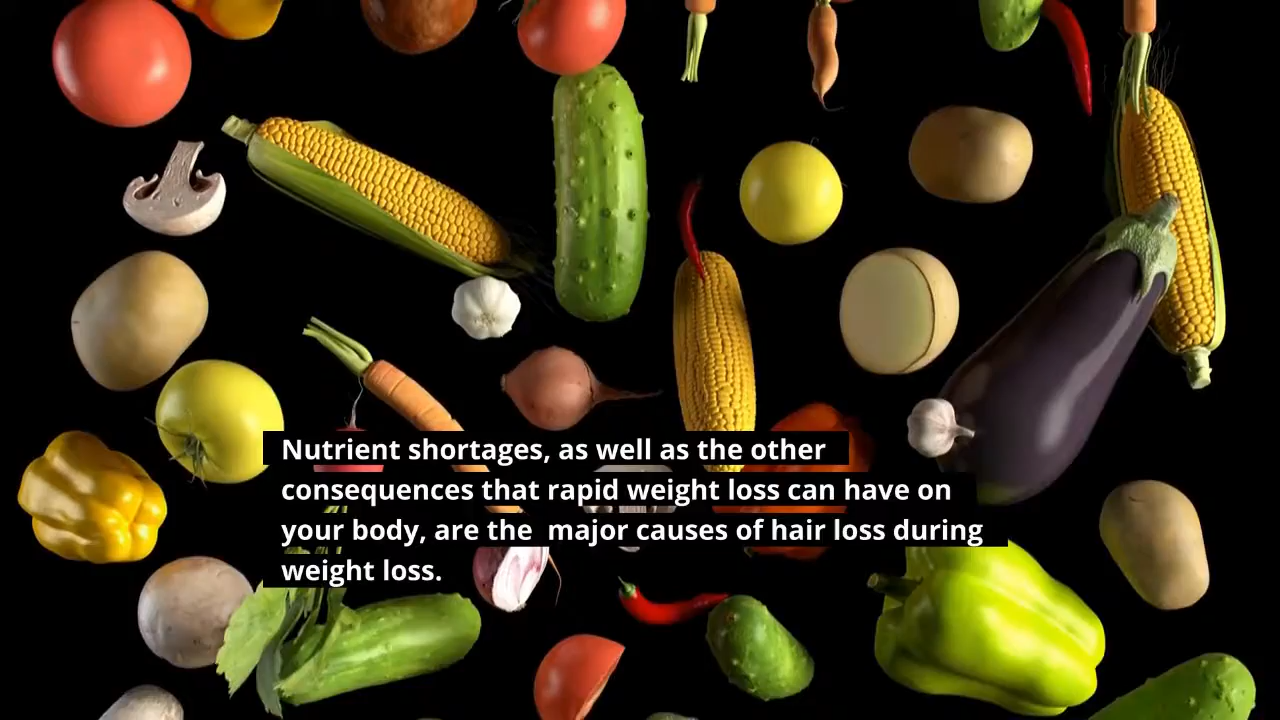 Nutrient shortages, as well as the other
consequences that rapid weight loss can have on
your body, are the  major causes of hair loss during
weight loss.